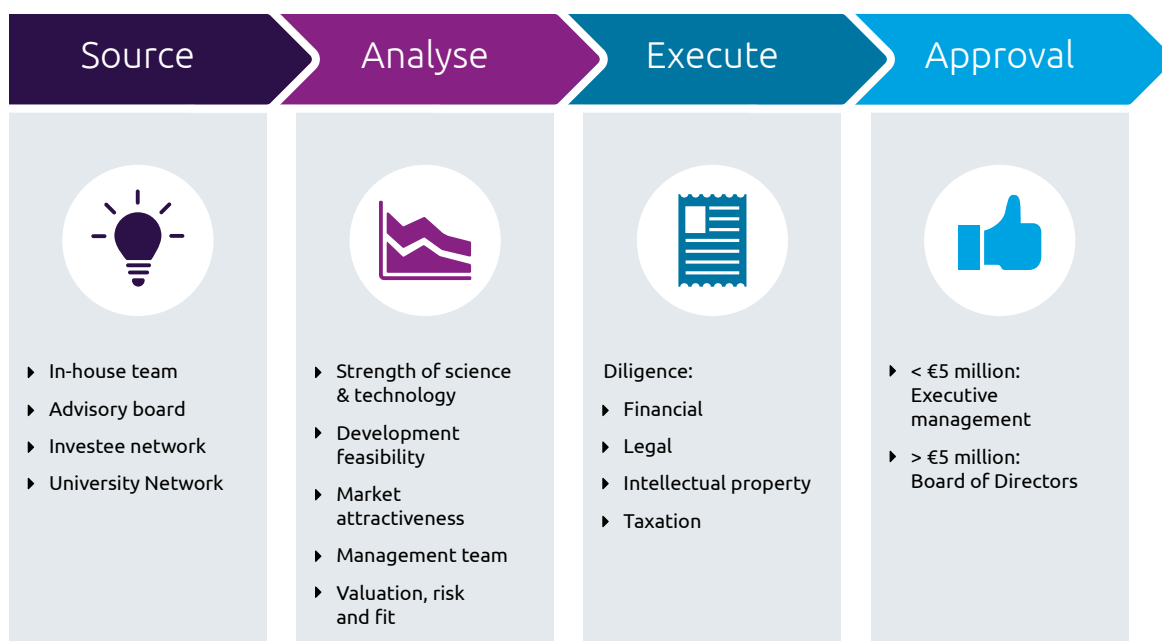 Source
Analyse
Execute
Approval
In-house team
Advisory board
Investee network
University Network
Strength of science
& technology
Development
feasibility
Market
attractiveness
Management team
Valuation, risk
and fit
Diligence:
Financial
Legal
Intellectual property
Taxation
< €5 million:
Executive
management
> €5 million:
Board of Directors